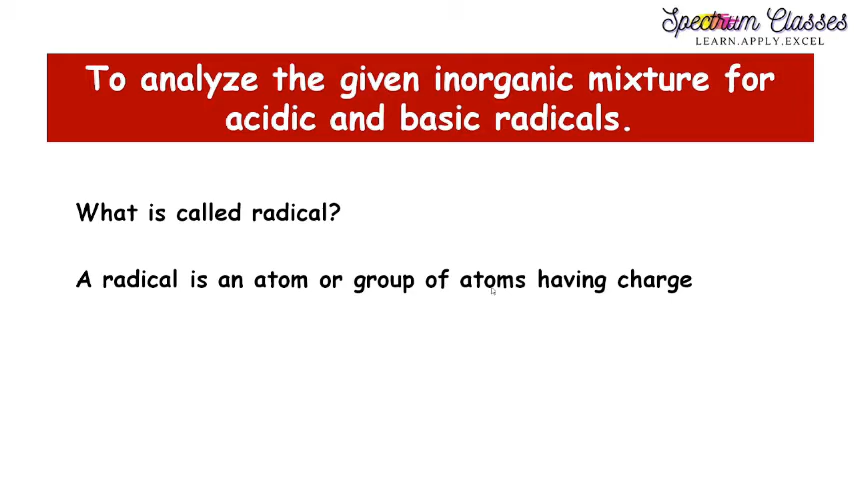 Spectrum Classes
LEARN.APPLY.EXCEL
To analyze the given inorganic mixture for
acidic and basic radicals.
What is called radical?
A radical is an atom or group of atoms having charge